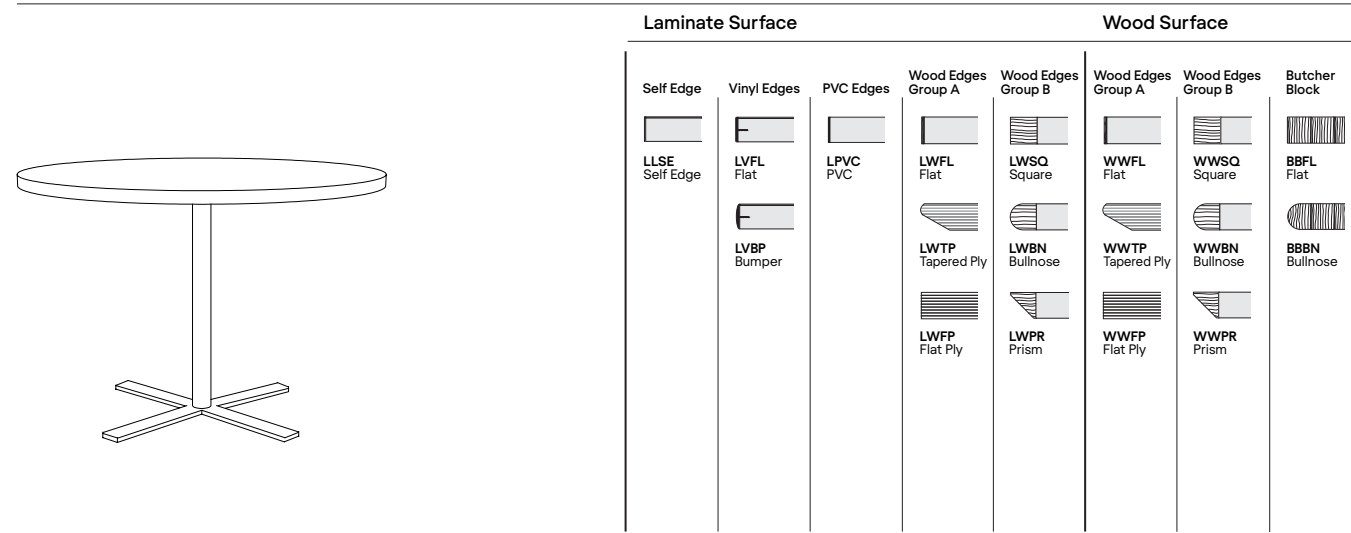 Laminate Surface
Wood Surface
Self Edge
Vinyl Edges
PVC Edges
Wood Edges
Group A
Wood Edges
Group B
Wood Edges
Group A
Wood Edges
Group B
Butcher
Block
LLSE
Self Edge
LVFL
Flat
LPVC
PVC
LWFL
Flat
LWSQ
Square
WWFL
Flat
WWSQ
Square
BBFL
Flat
LVBP
Bumper
LWTP
Tapered Ply
LWBN
Bullnose
WWTP
Tapered Ply
WWBN
Bullnose
BBBN
Bullnose
LWFP
Flat Ply
LWPR
Prism
WWFP
Flat Ply
WWPR
Prism